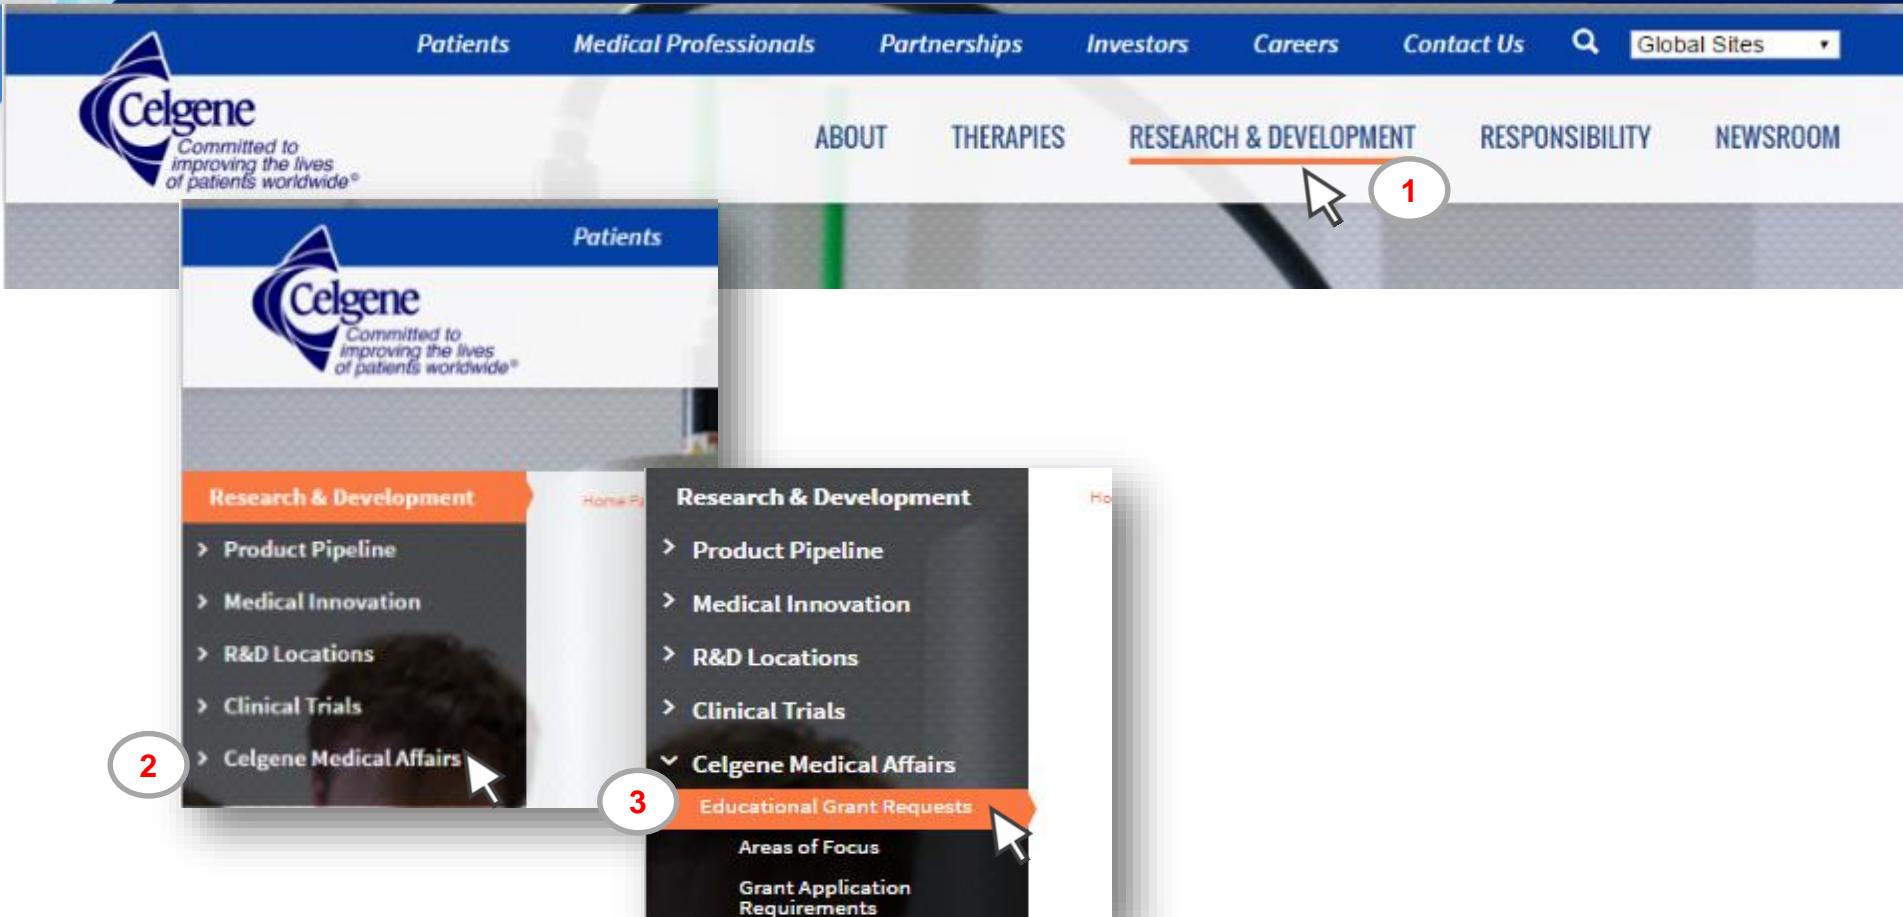 Patients Medical Professionals Partnerships Investors Careers Contact Us Global Sites
Celgene
Committed to
improving the lives
of patients worldwide®
ABOUT THERAPIES RESEARCH & DEVELOPMENT RESPONSIBILITY NEWSROOM
1
Patients
Celgene
Committed to
improving the lives
of patients worldwide®
Research & Development
Home
Product Pipeline
Medical Innovation
R&D Locations
Clinical Trials
2
Celgene Medical Affairs
Research & Development
Ho
Product Pipeline
Medical Innovation
R&D Locations
Clinical Trials
Celgene Medical Affairs
3
Educational Grant Requests
Areas of Focus
Grant Application
Requirements